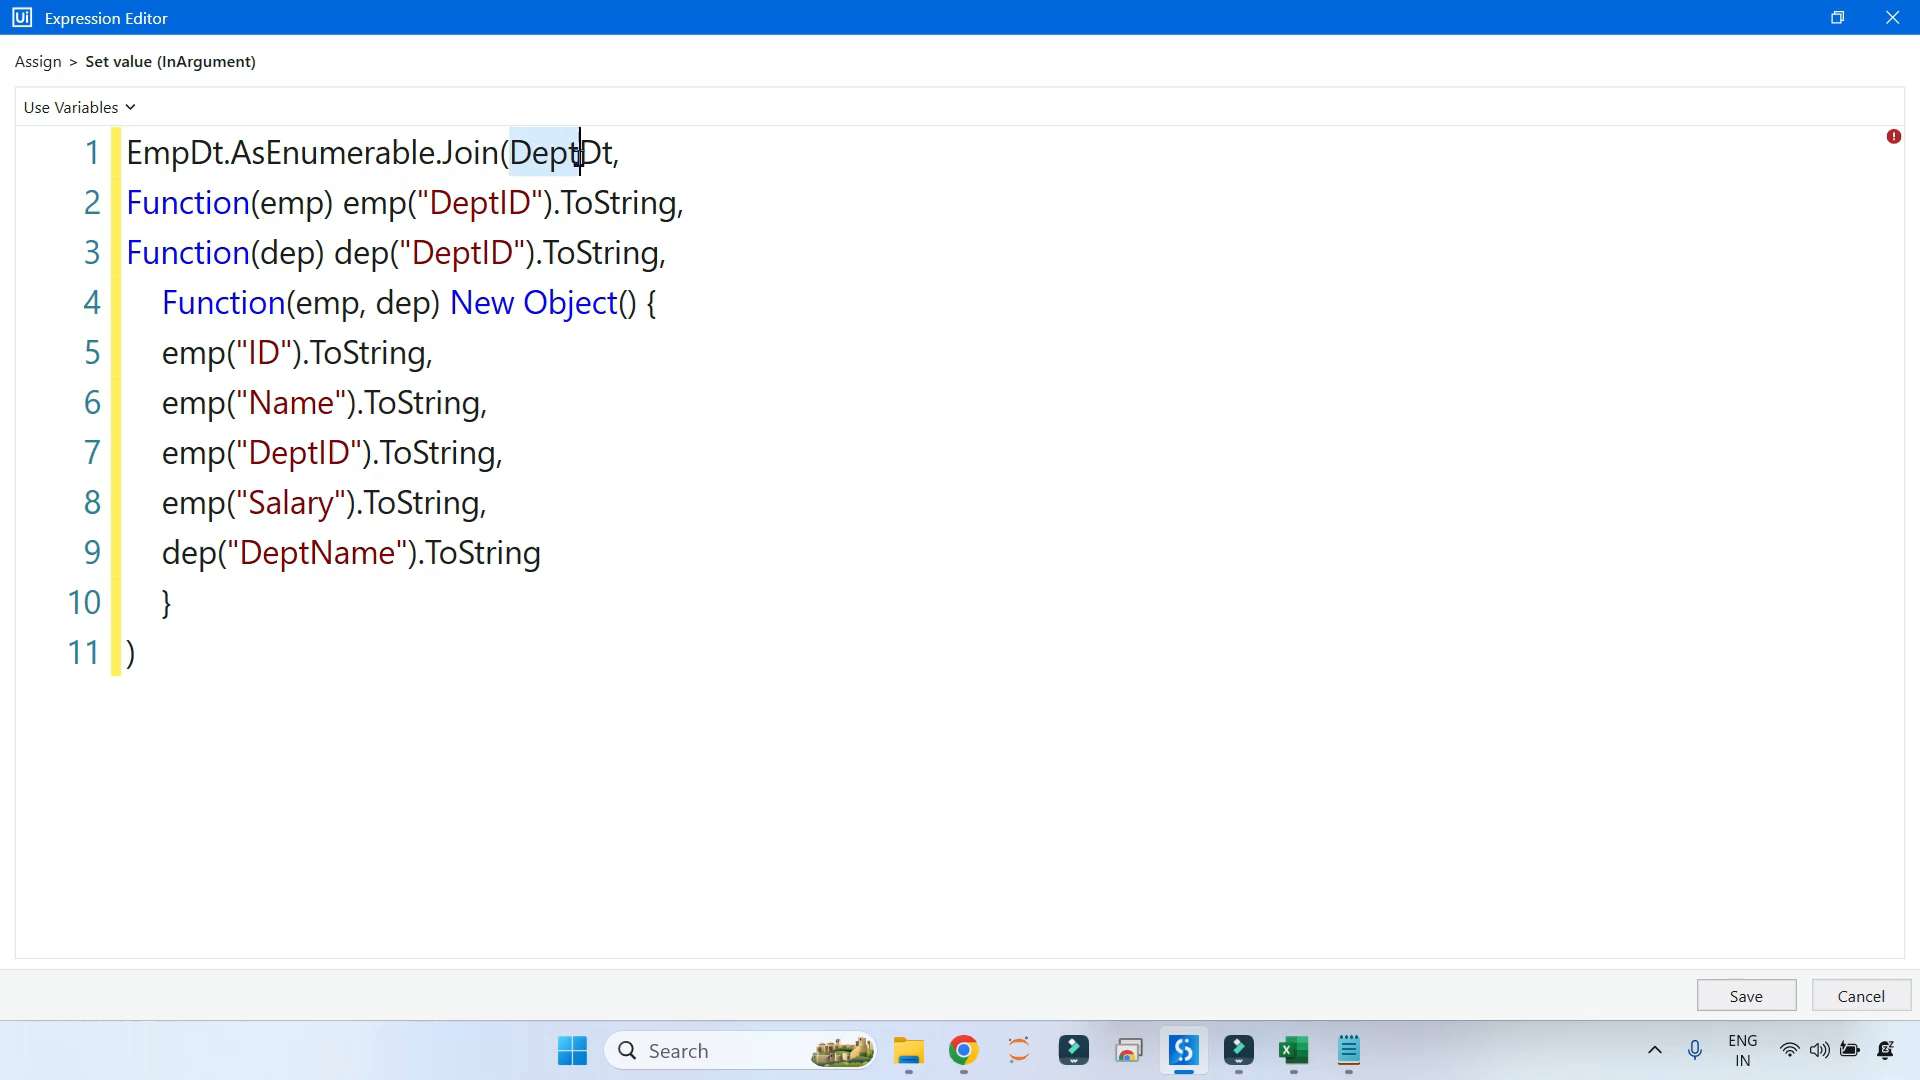 Ui Expression Editor
Assign > Set value (InArgument)
Use Variables
1 EmpDt.AsEnumerable.Join(DeptDt,
2 Function(emp) emp("DeptID").ToString,
3 Function(dep) dep("DeptID").ToString,
4 Function(emp, dep) New Object() {
5 emp("ID").ToString,
6 emp("Name").ToString,
7 emp("DeptID").ToString,
8 emp("Salary").ToString,
9 dep("DeptName").ToString
10 }
11 )
Save Cancel
Search
ENG
IN